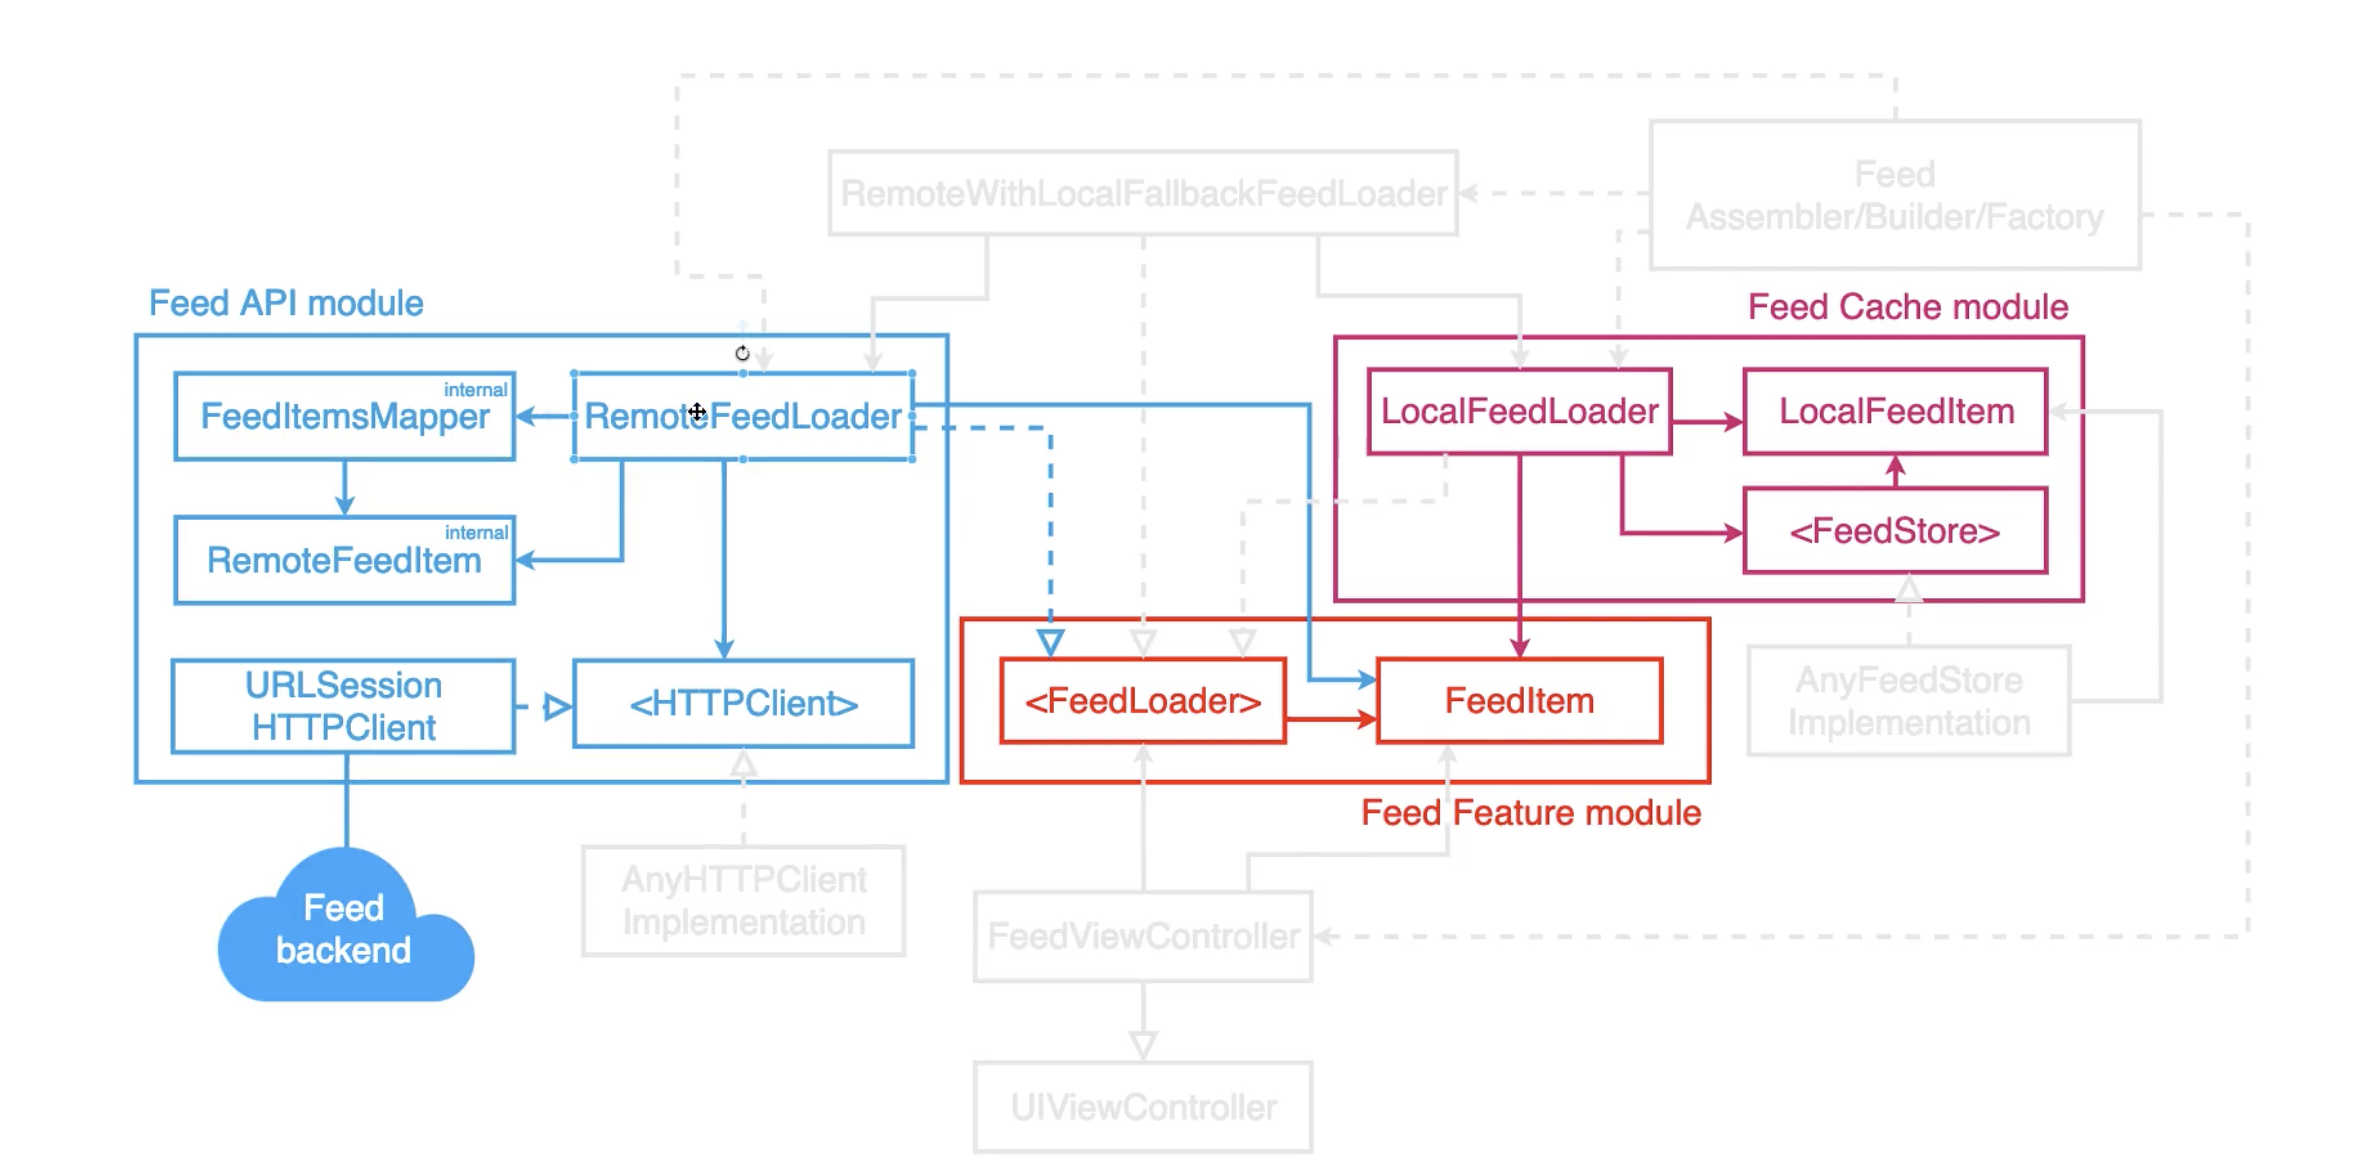 Feed
Assembler/Builder/Factory
RemoteWithLocalFallbackFeedLoader
Feed API module
Feed Cache module
internal
FeedItemsMapper
RemoteFeedLoader
LocalFeedLoader
LocalFeedItem
internal
RemoteFeedItem
<FeedStore>
URLSession
HTTPClient
<HTTPClient>
<FeedLoader>
FeedItem
AnyFeedStore
Implementation
Feed Feature module
Feed
backend
AnyHTTPClient
Implementation
FeedViewController
UIViewController